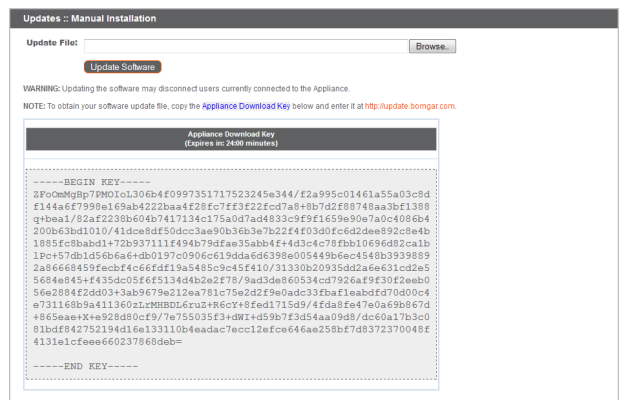 Updates :: Manual Installation
Update File:
Browse..
Update Software
WARNING: Updating the software may disconnect users currently connected to the Appliance.
NOTE: To obtain your software update file, copy the Appliance Download Key below and enter it at http://update.bomgar.com.
Appliance Download Key
(Expires in: 24:00 minutes)
-----BEGIN KEY-----
ZFoOmMgBp7PMOIoL306b4f0997351717523245e344/f2a995c01461a55a03c8d
f144a6f7998e169ab4222baa4f28fc7ff3f22fcd7a8+8b7d2f88748aa3bf1388
q+bea1/82af2238b604b7417134c175a0d7ad4833c9f9f1659e90e7a0c4086b4
200b63bd1010/41dce8df50dcc3ae90b36b3e7b22f4f03d0fc6d2dee892c8e4b
1885fc8babd1+72b937111f494b79dfae35abb4f+4d3c4c78fbb10696d82ca1b
1Pc+57db1d56b6a6+db0197c0906c619dda6d6398e005449b6ec4548b3939889
2a86668459fecbf4c66fdf19a5485c9c45f410/31330b20935dd2a6e631cd2e5
5684e845+f435dc05f6f5134d4b2e2f78/9ad3de860534cd7926af9f30f2eeb0
56e2884f2dd03+3ab9679e212ea781c75e2d2f9e0adc33fbaf1eabdfd70d00c4
e731168b9a411360zLrMHBDL6ruZ+R6cY+8fed1715d9/4fda8fe47e0a69b867d
+865eae+X+e928d80cf9/7e755035f3+dWI+d59b7f3d54aa09d8/dc60a17b3c0
81bdf842752194d16e133110b4eadac7ecc12efce646ae258bf7d8372370048f
4131e1cfeee660237868deb=
-----END KEY-----